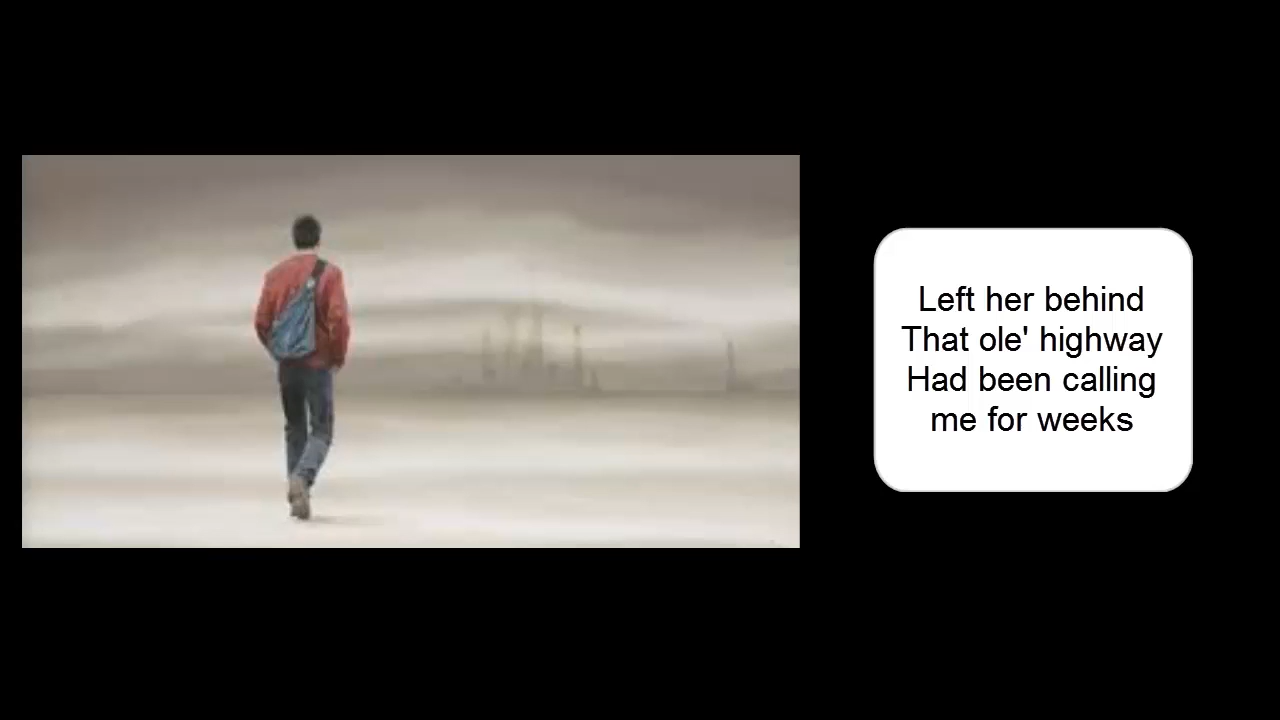 Left her behind
That ole' highway
Had been calling
me for weeks